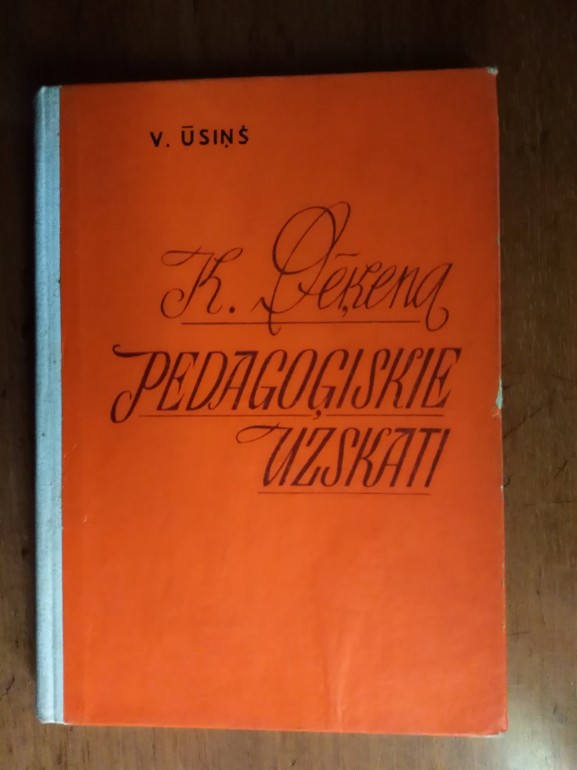 V. ŪSIŅŠ
K. Dēķena
PEDAGOĢISKIE
UZSKATI